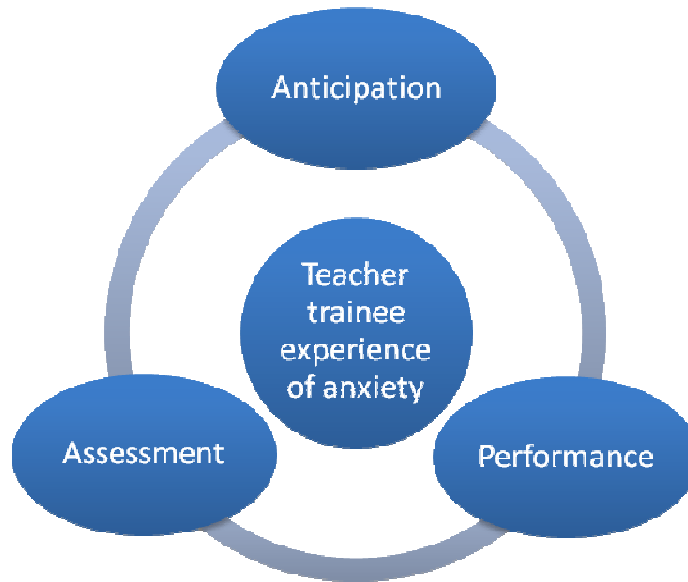 Anticipation
Teacher
trainee
experience
of anxiety
Assessment
Performance